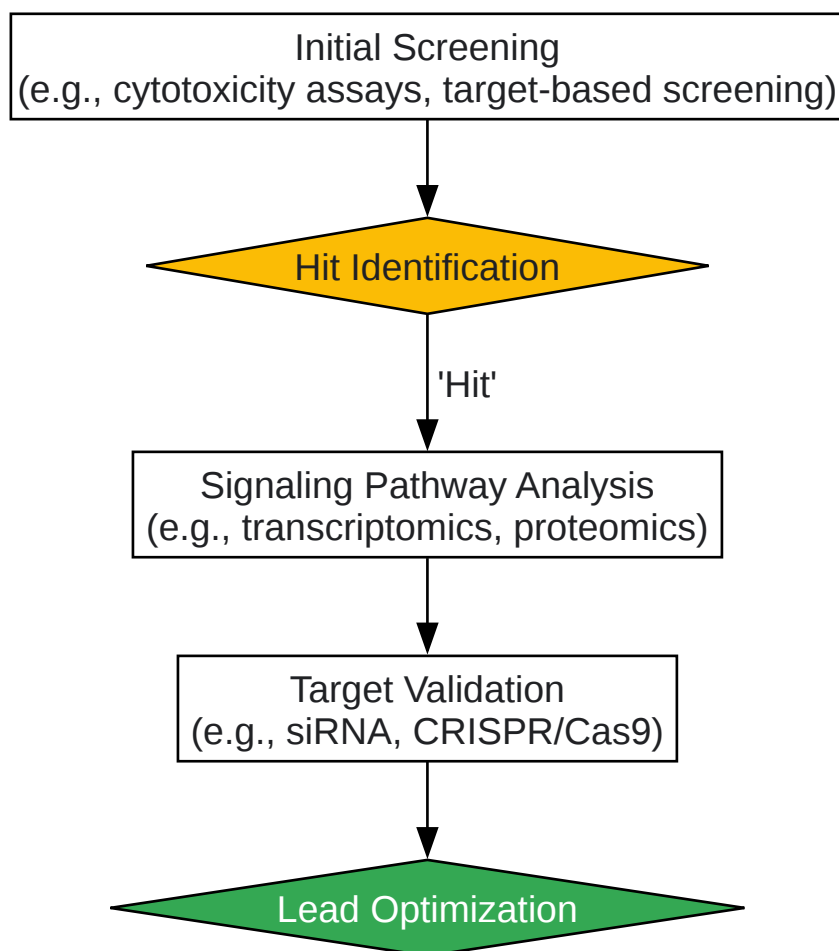 Initial Screening
(e.g., cytotoxicity assays, target-based screening)
Hit Identification
'Hit'
Signaling Pathway Analysis
(e.g., transcriptomics, proteomics)
Target Validation
(e.g., siRNA, CRISPR/Cas9)
Lead Optimization